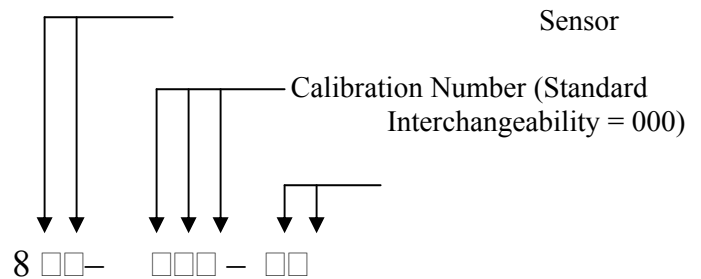 Sensor
Calibration Number (Standard
Interchangeability = 000)
8 □□– □□□ – □□